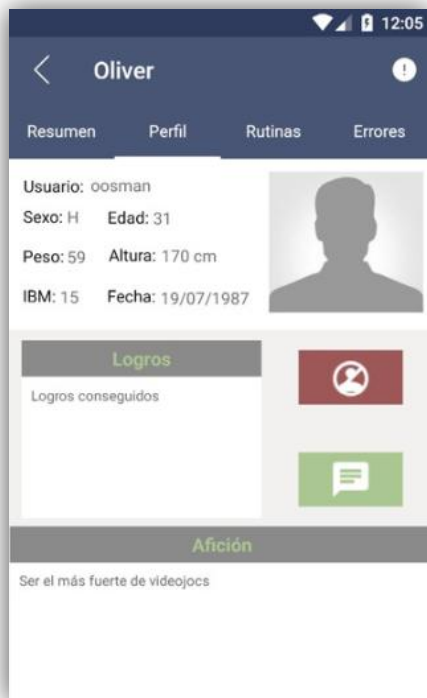 12:05
Oliver
Resumen Perfil Rutinas Errores
Usuario: oosman
Sexo: H Edad: 31
Peso: 59 Altura: 170 cm
IBM: 15 Fecha: 19/07/1987
Logros
Logros conseguidos
Afición
Ser el más fuerte de videojocs